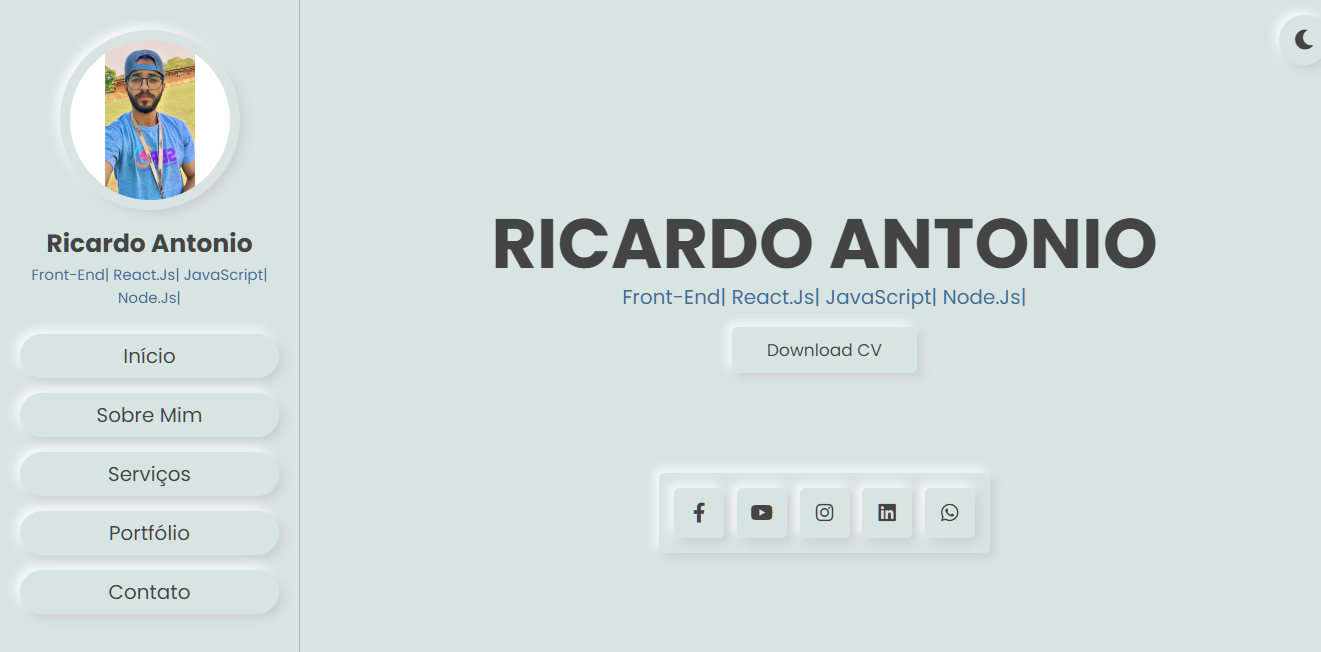 Ricardo Antonio
Front-End| React.Js| JavaScript|
Node.Js|
Início
Sobre Mim
Serviços
Portfólio
Contato
RICARDO ANTONIO
Front-End| React.Js| JavaScript| Node.Js|
Download CV